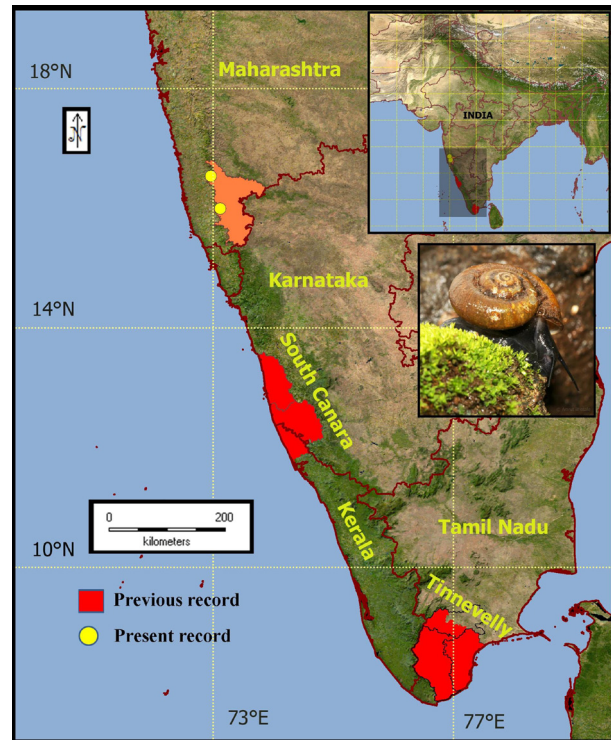 18°N
Maharashtra
INDIA
N
Karnataka
14°N
South Canara
0 200
kilometers
Kerala
Tamil Nadu
10°N
Tinnevelly
Previous record
Present record
73°E
77°E